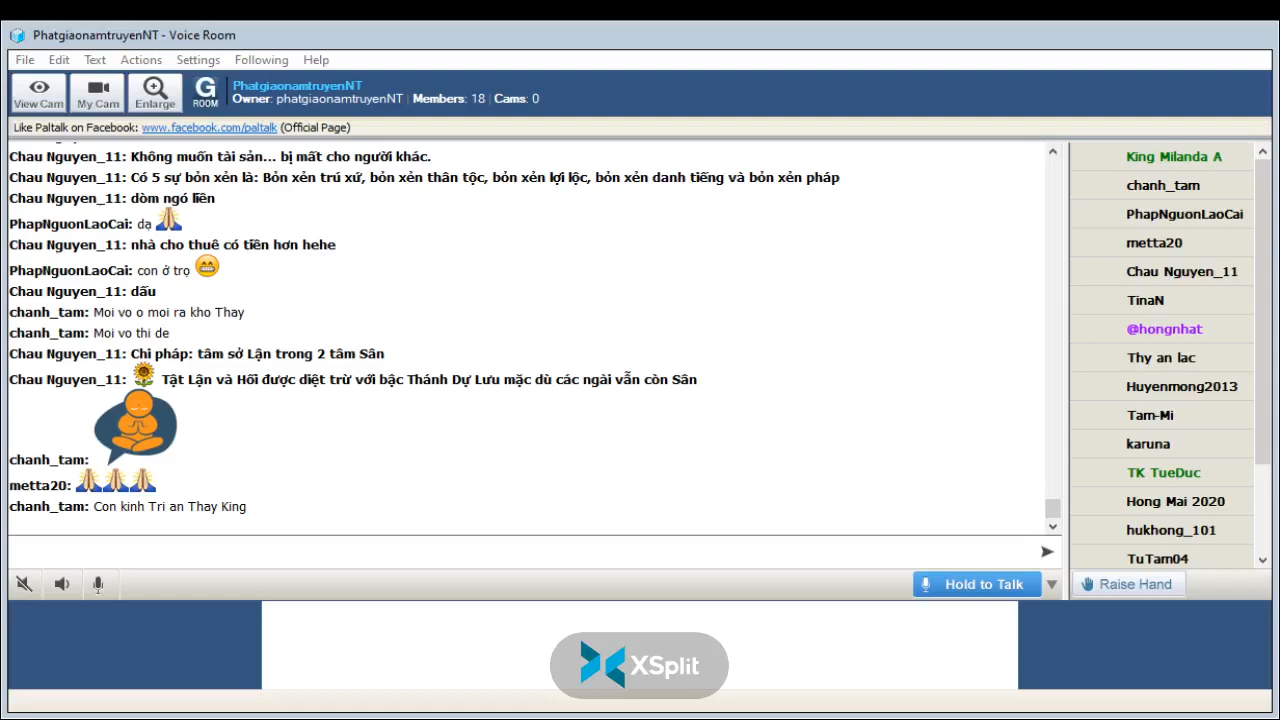 PhatgiaonamtruyenNT - Voice Room
File Edit Text Actions Settings Following Help
View Cam
My Cam
Enlarge
G ROOM
PhatgiaonamtruyenNT
Owner: phatgiaonamtruyenNT | Members: 18 | Cams: 0
Like Paltalk on Facebook: www.facebook.com/paltalk (Official Page)
Chau Nguyen_11: Không muốn tài sản... bị mất cho người khác.
Chau Nguyen_11: Có 5 sự bỏn xẻn là: Bỏn xẻn trú xứ, bỏn xẻn thân tộc, bỏn xẻn lợi lộc, bỏn xẻn danh tiếng và bỏn xẻn pháp
Chau Nguyen_11: dòm ngó liền
PhapNguonLaoCai: dạ
Chau Nguyen_11: nhà cho thuê có tiền hơn hehe
PhapNguonLaoCai: con ở trọ
Chau Nguyen_11: dấu
chanh_tam: Moi vo o moi ra kho Thay
chanh_tam: Moi vo thi de
Chau Nguyen_11: Chi pháp: tâm sở Lận trong 2 tâm Sân
Chau Nguyen_11: Tật Lận và Hối được diệt trừ với bậc Thánh Dự Lưu mặc dù các ngài vẫn còn Sân
chanh_tam:
metta20:
chanh_tam: Con kinh Tri an Thay King
King Milanda A
chanh_tam
PhapNguonLaoCai
metta20
Chau Nguyen_11
TinaN
@hongnhat
Thy an lac
Huyenmong2013
Tam-Mi
karuna
TK TueDuc
Hong Mai 2020
hukhong_101
TuTam04
Hold to Talk
Raise Hand
XSplit